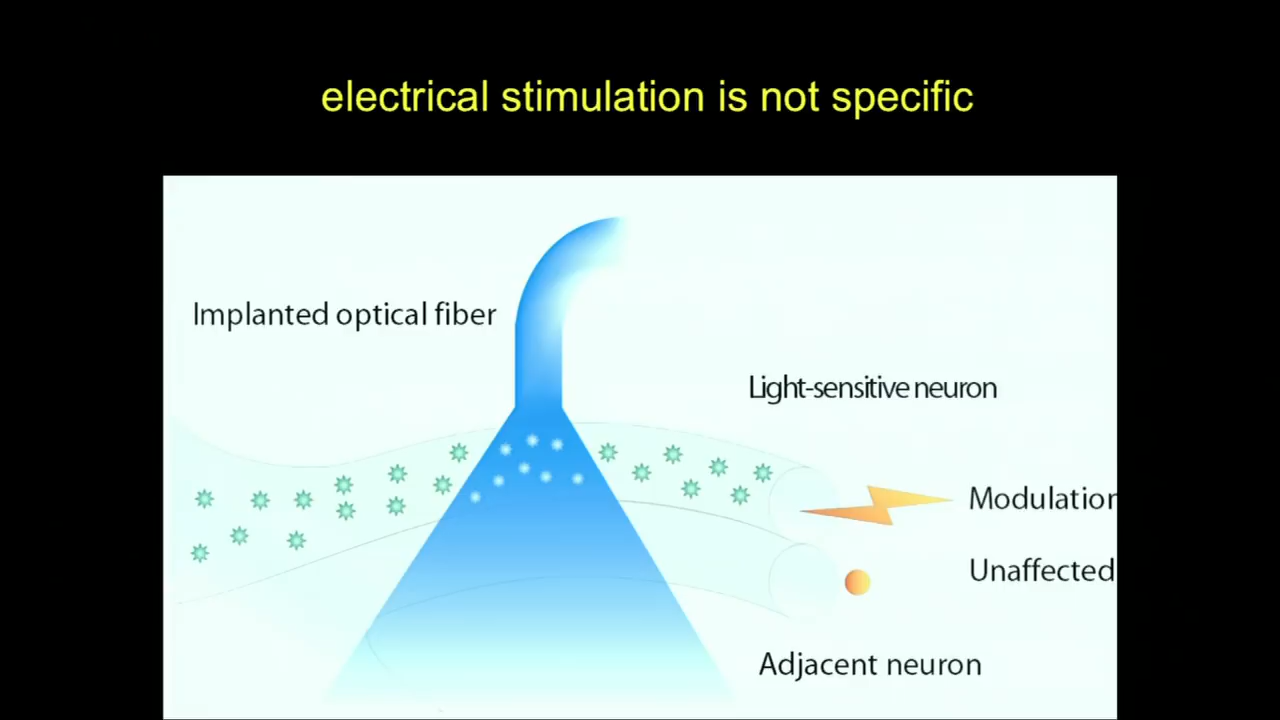 electrical stimulation is not specific
Implanted optical fiber
Light-sensitive neuron
Modulation
Unaffected
Adjacent neuron